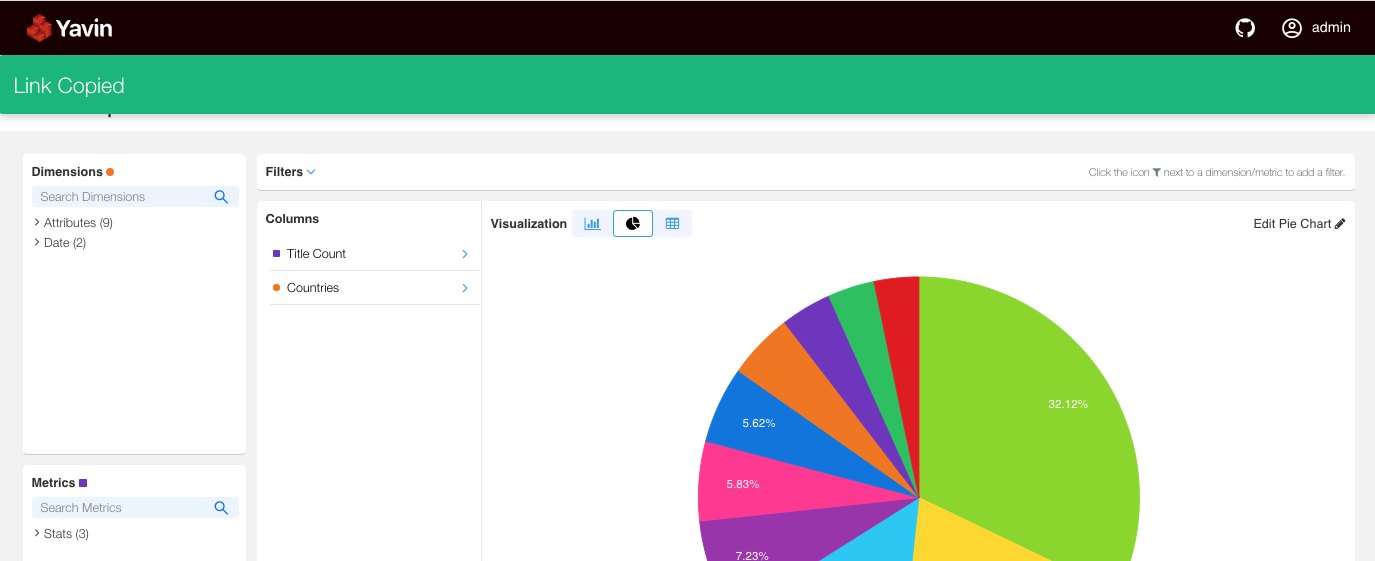 Yavin
admin
Link Copied
Dimensions
Search Dimensions
Attributes (9)
Date (2)
Metrics
Search Metrics
Stats (3)
Filters
Click the icon next to a dimension/metric to add a filter.
Columns
Title Count
Countries
Visualization
Edit Pie Chart
32.12%
5.62%
5.83%
7.23%